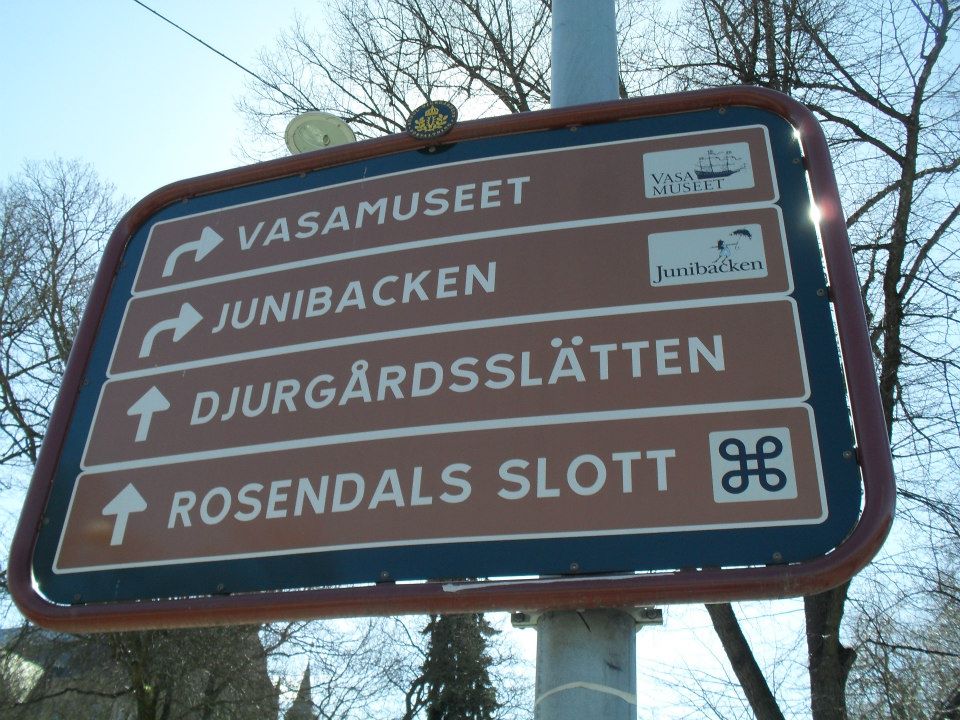 VASAMUSEET
VASA
MUSEET
JUNIBACKEN
Junibacken
DJURGÅRDSSLÄTTEN
ROSENDALS SLOTT